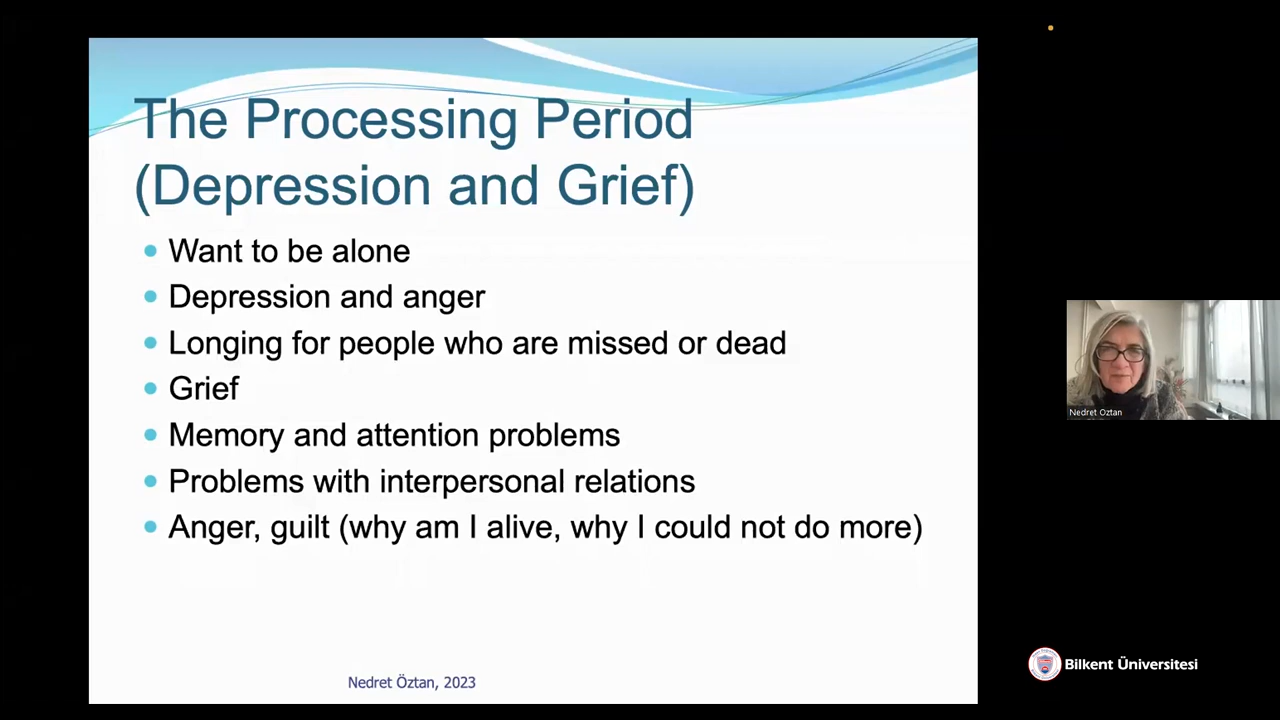 The Processing Period
(Depression and Grief)
Want to be alone
Depression and anger
Longing for people who are missed or dead
Grief
Memory and attention problems
Problems with interpersonal relations
Anger, guilt (why am I alive, why I could not do more)
Nedret Öztan, 2023
Nedret Oztan
Bilkent Üniversitesi